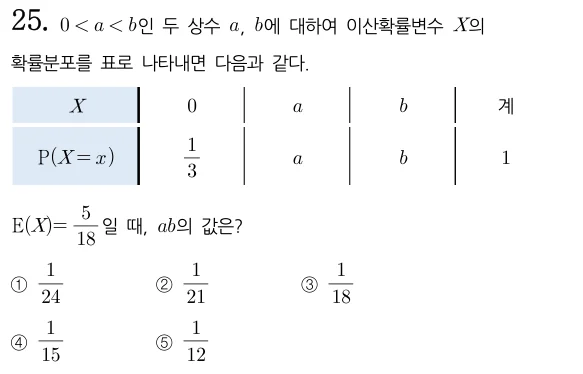 25. 0 < a < b인 두 상수 a, b에 대하여 이산확률변수 X의
확률분포를 표로 나타내면 다음과 같다.
X 0 a b 계
P(X=x) 1/3 a b 1
E(X)= 5/18 일 때, ab의 값은?
① 1/24 ② 1/21 ③ 1/18
④ 1/15 ⑤ 1/12